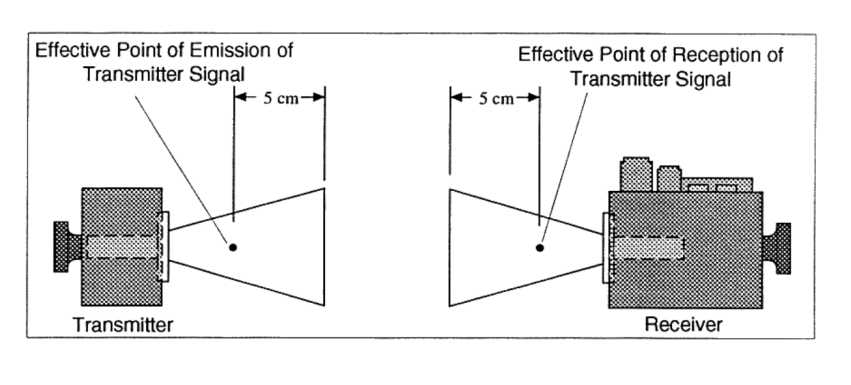 Effective Point of Emission of
Transmitter Signal
5 cm
Effective Point of Reception of
Transmitter Signal
5 cm
Transmitter
Receiver